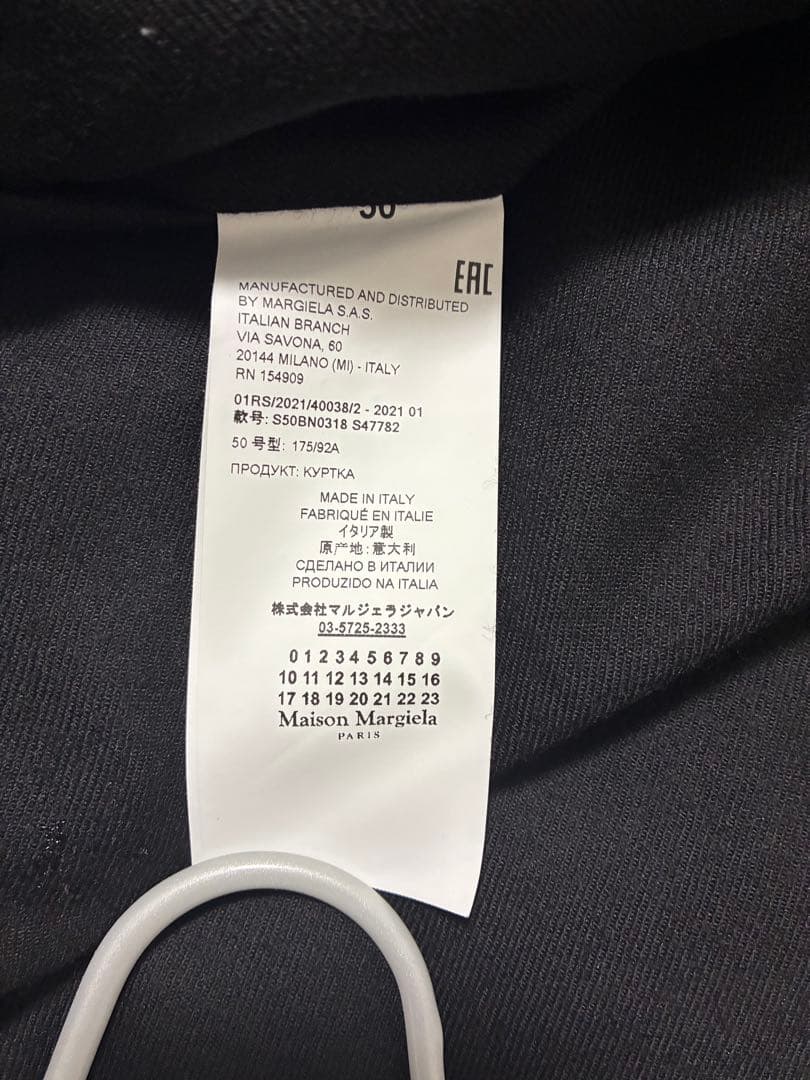 50
EAC
MANUFACTURED AND DISTRIBUTED
BY MARGIELA S.A.S.
ITALIAN BRANCH
VIA SAVONA, 60
20144 MILANO (MI) - ITALY
RN 154909
01RS/2021/40038/2 - 2021 01
款号: S50BN0318 S47782
50 号型: 175/92A
ПРОДУКТ: КУРТКА
MADE IN ITALY
FABRIQUÉ EN ITALIE
イタリア製
原产地:意大利
СДЕЛАНО В ИТАЛИИ
PRODUZIDO NA ITALIA
株式会社マルジェラジャパン
03-5725-2333
0 1 2 3 4 5 6 7 8 9
10 11 12 13 14 15 16
17 18 19 20 21 22 23
Maison Margiela
PARIS